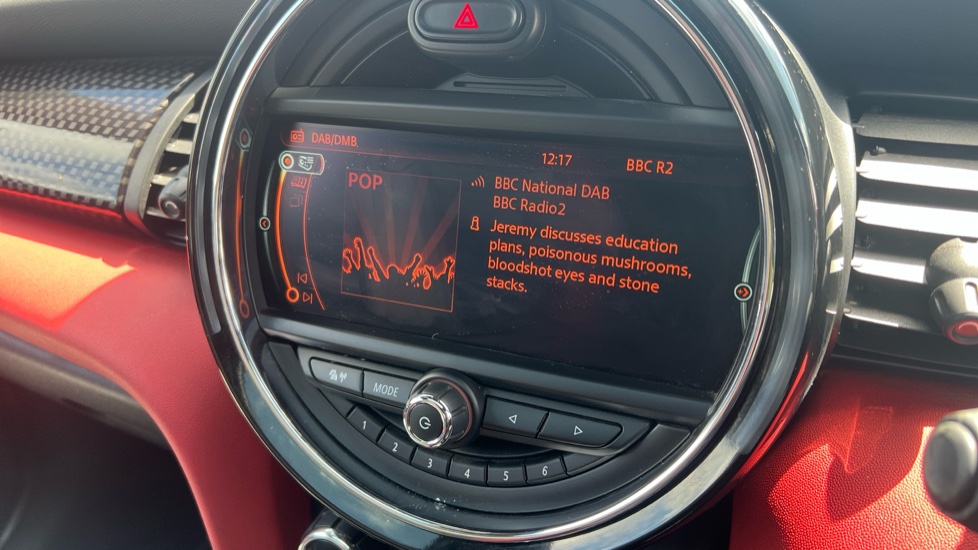 DAB/DMB
12:17
BBC R2
POP
BBC National DAB
BBC Radio2
Jeremy discusses education
plans, poisonous mushrooms,
bloodshot eyes and stone
stacks.
MODE
1
2
3
4
5
6